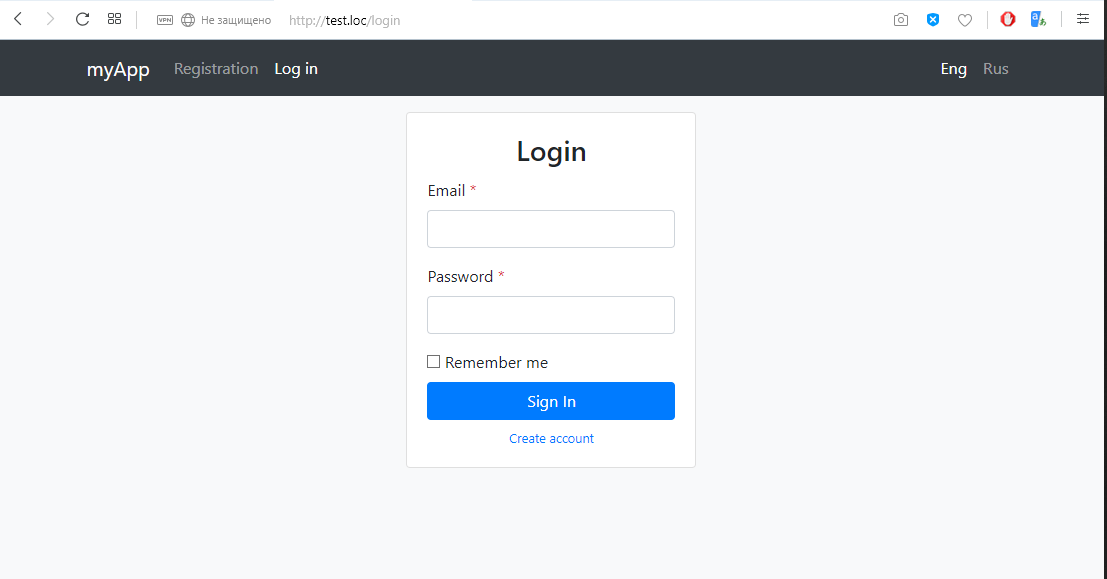 VPN Не защищено http://test.loc/login
myApp Registration Log in Eng Rus
Login
Email *
Password *
Remember me
Sign In
Create account